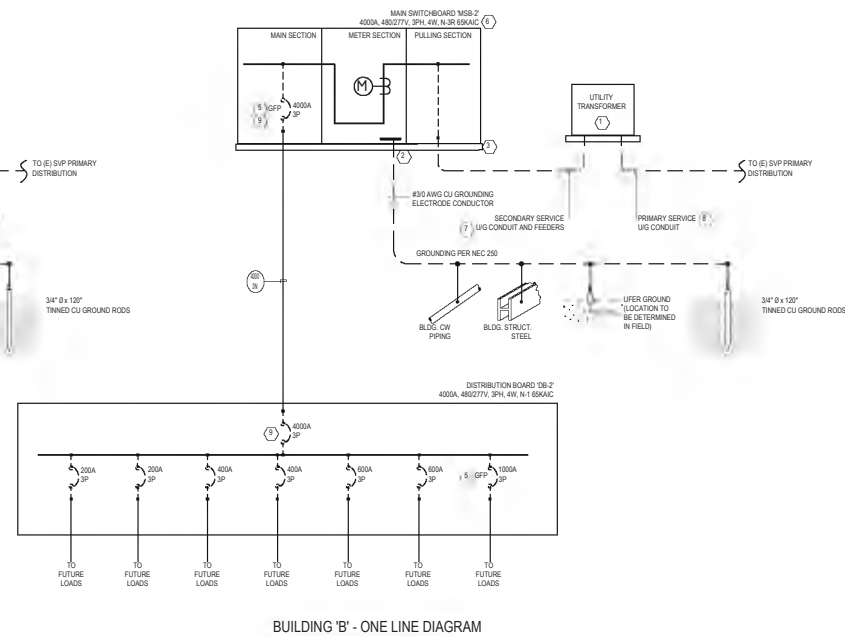 MAIN SWITCHBOARD 'MSB-2'
4000A, 480/277V, 3PH, 4W, N-3R 65KAIC
6
MAIN SECTION
METER SECTION
PULLING SECTION
M
5
GFP
9
4000A
3P
2
3
UTILITY
TRANSFORMER
1
TO (E) SVP PRIMARY
DISTRIBUTION
TO (E) SVP PRIMARY
DISTRIBUTION
#3/0 AWG CU GROUNDING
ELECTRODE CONDUCTOR
SECONDARY SERVICE
U/G CONDUIT AND FEEDERS
7
PRIMARY SERVICE
U/G CONDUIT
8
GROUNDING PER NEC 250
4000
3N
3/4" Ø x 120"
TINNED CU GROUND RODS
BLDG. CW
PIPING
BLDG. STRUCT.
STEEL
UFER GROUND
(LOCATION TO
BE DETERMINED
IN FIELD)
3/4" Ø x 120"
TINNED CU GROUND RODS
DISTRIBUTION BOARD 'DB-2'
4000A, 480/277V, 3PH, 4W, N-1 65KAIC
9
4000A
3P
200A
3P
200A
3P
400A
3P
400A
3P
600A
3P
600A
3P
5
GFP
1000A
3P
TO
FUTURE
LOADS
TO
FUTURE
LOADS
TO
FUTURE
LOADS
TO
FUTURE
LOADS
TO
FUTURE
LOADS
TO
FUTURE
LOADS
TO
FUTURE
LOADS
BUILDING 'B' - ONE LINE DIAGRAM